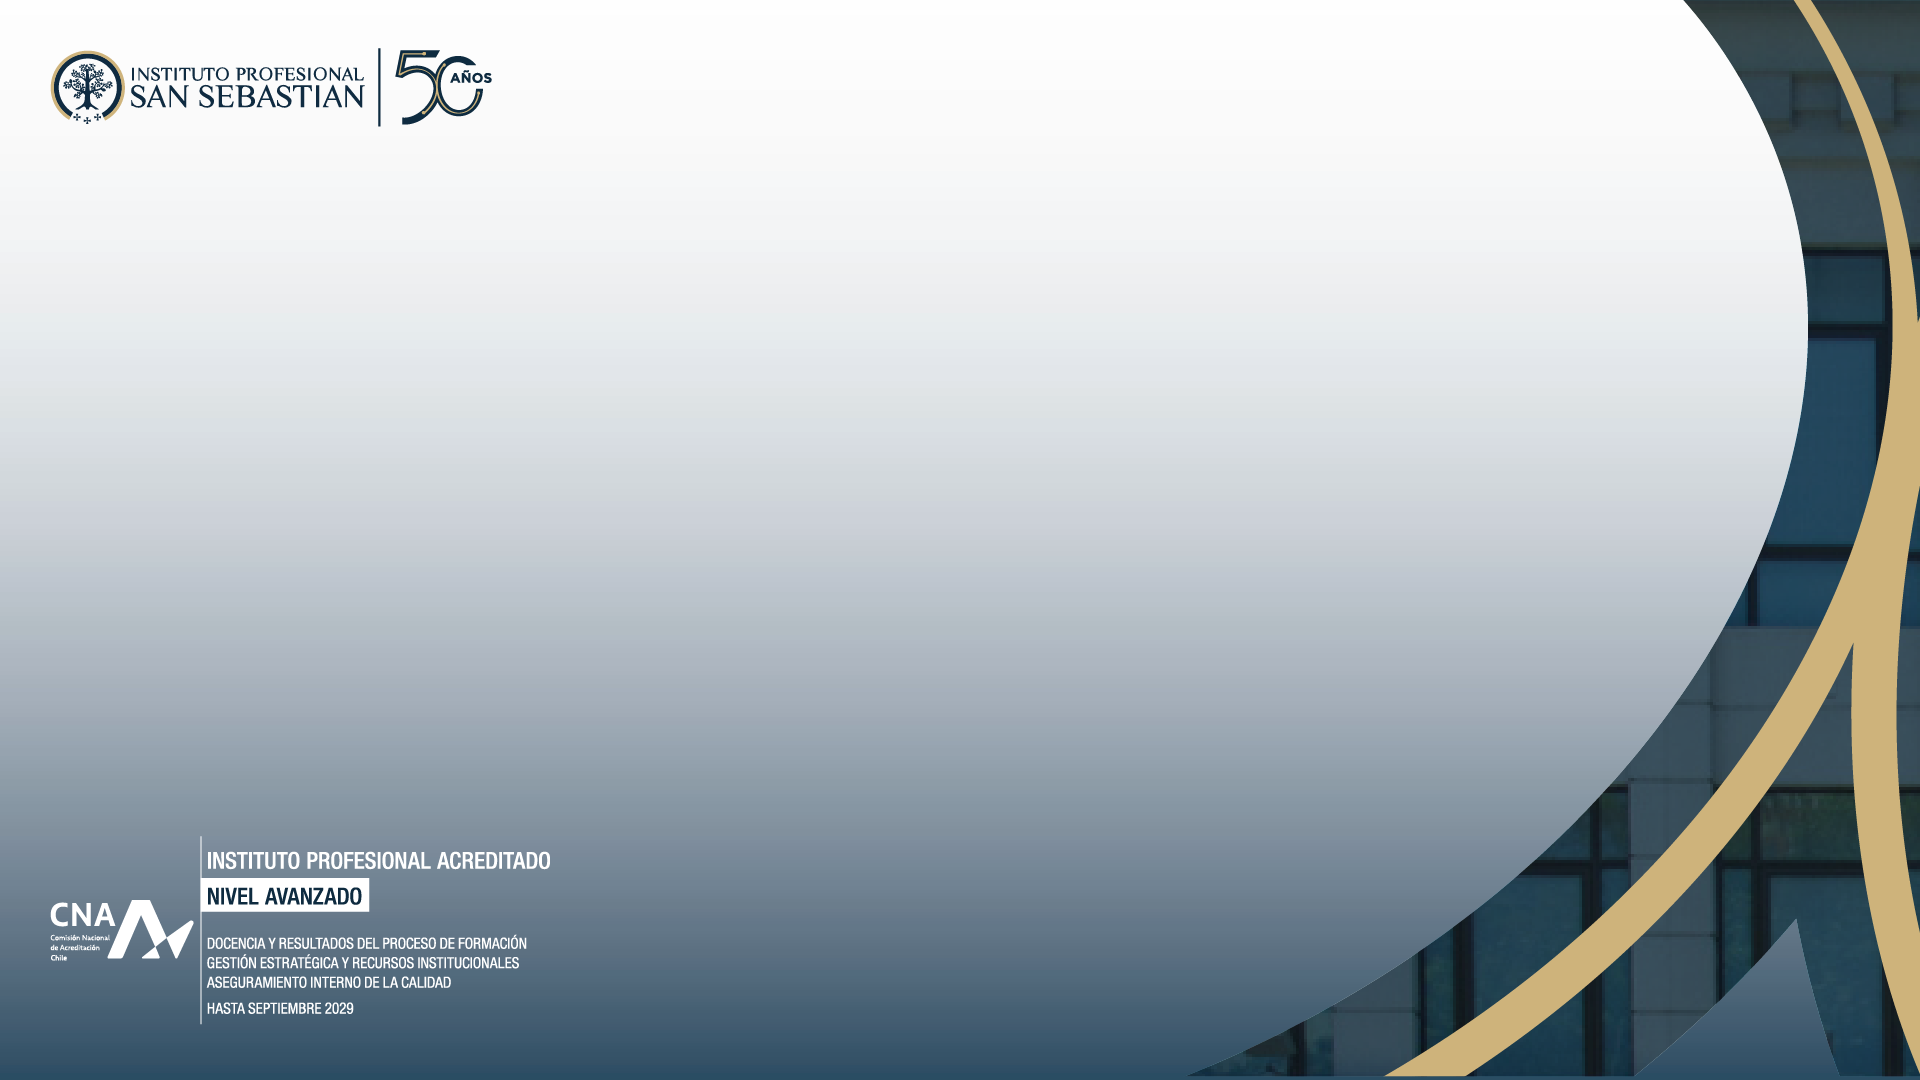 INSTITUTO PROFESIONAL
SAN SEBASTIAN
50 AÑOS
INSTITUTO PROFESIONAL ACREDITADO
NIVEL AVANZADO
CNA
Comisión Nacional
de Acreditación
Chile
DOCENCIA Y RESULTADOS DEL PROCESO DE FORMACIÓN
GESTIÓN ESTRATÉGICA Y RECURSOS INSTITUCIONALES
ASEGURAMIENTO INTERNO DE LA CALIDAD
HASTA SEPTIEMBRE 2029